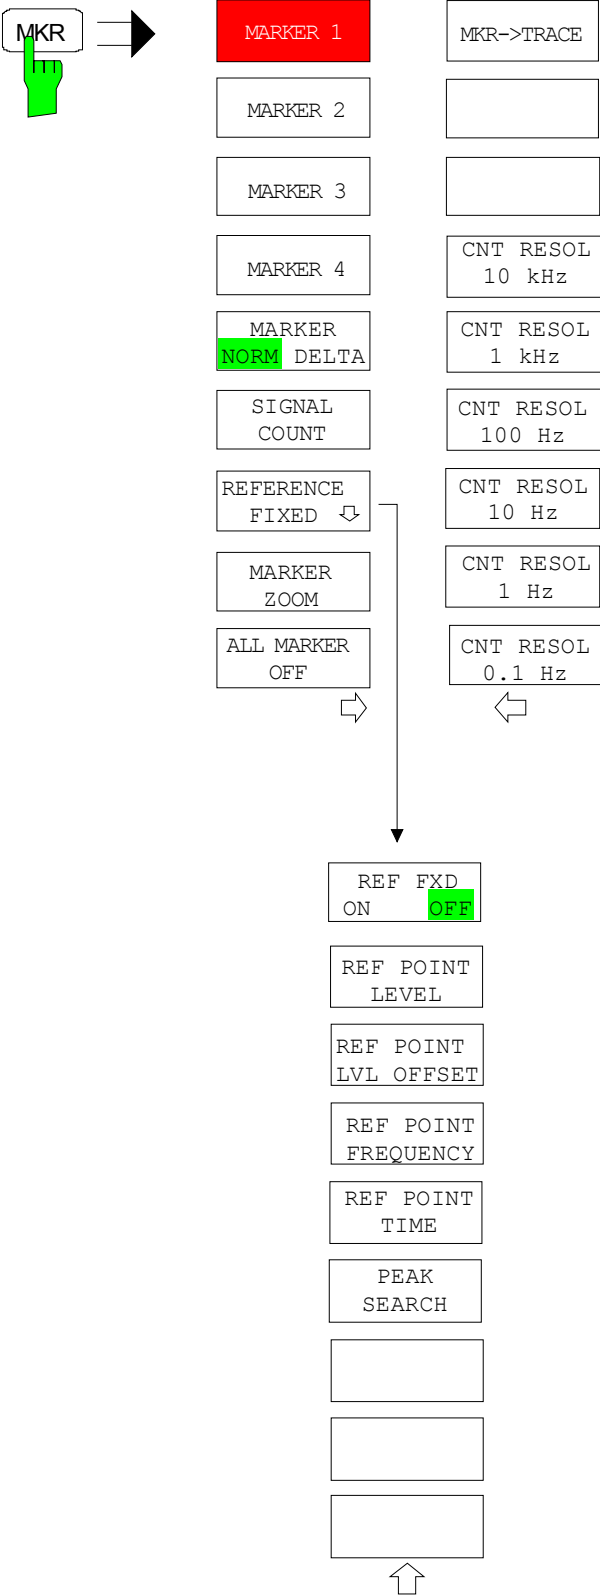 MKR
MARKER 1
MARKER 2
MARKER 3
MARKER 4
MARKER
NORM DELTA
SIGNAL
COUNT
REFERENCE
FIXED
MARKER
ZOOM
ALL MARKER
OFF
MKR->TRACE
CNT RESOL
10 kHz
CNT RESOL
1 kHz
CNT RESOL
100 Hz
CNT RESOL
10 Hz
CNT RESOL
1 Hz
CNT RESOL
0.1 Hz
REF FXD
ON OFF
REF POINT
LEVEL
REF POINT
LVL OFFSET
REF POINT
FREQUENCY
REF POINT
TIME
PEAK
SEARCH